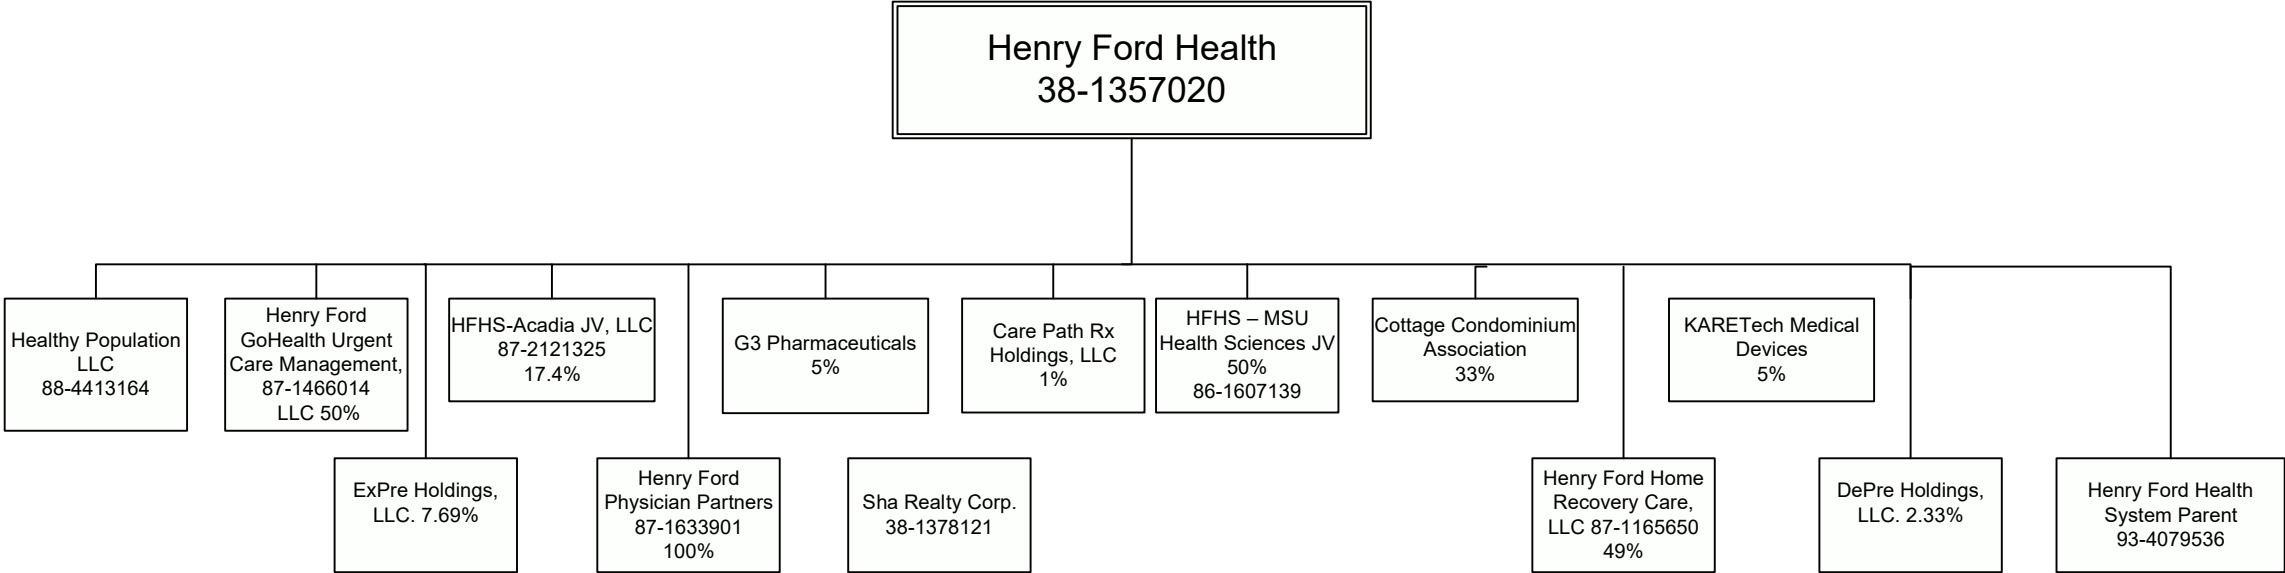 Henry Ford Health
38-1357020
Healthy Population
LLC
88-4413164
Henry Ford
GoHealth Urgent
Care Management,
87-1466014
LLC 50%
HFHS-Acadia JV, LLC
87-2121325
17.4%
G3 Pharmaceuticals
5%
Care Path Rx
Holdings, LLC
1%
HFHS – MSU
Health Sciences JV
50%
86-1607139
Cottage Condominium
Association
33%
KARETech Medical
Devices
5%
ExPre Holdings,
LLC. 7.69%
Henry Ford
Physician Partners
87-1633901
100%
Sha Realty Corp.
38-1378121
Henry Ford Home
Recovery Care,
LLC 87-1165650
49%
DePre Holdings,
LLC. 2.33%
Henry Ford Health
System Parent
93-4079536